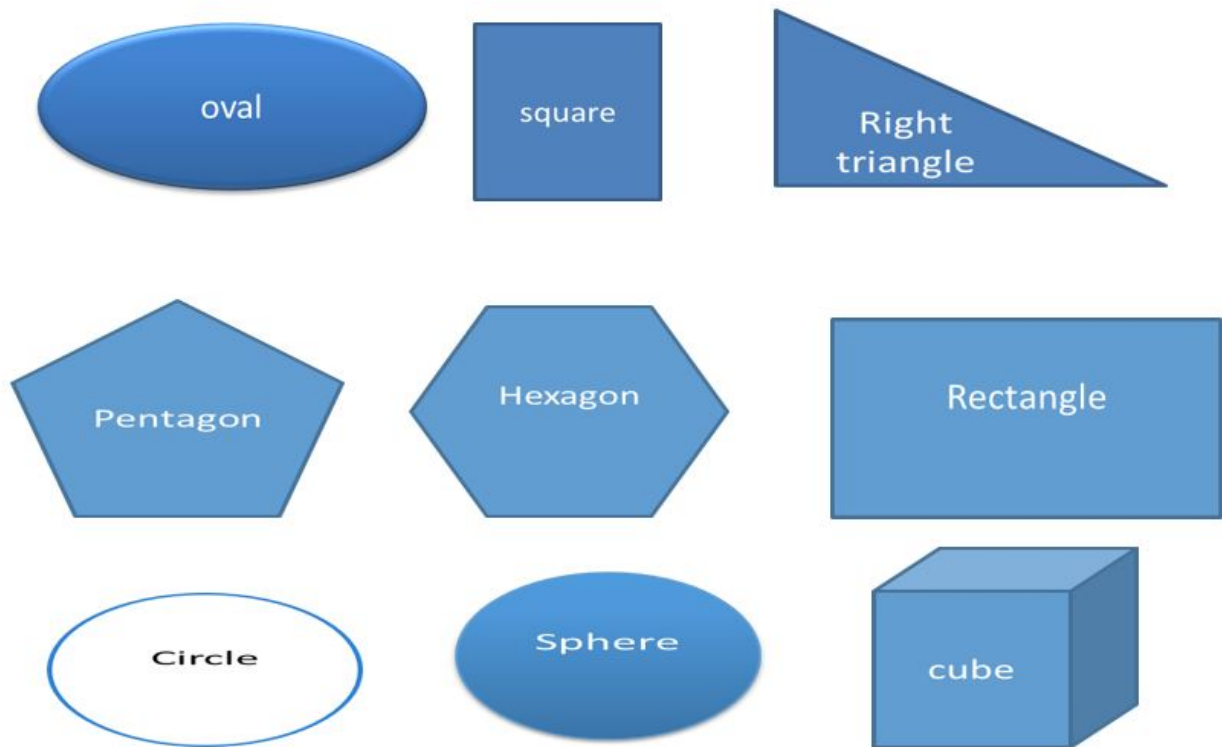 oval
square
Right
triangle
Pentagon
Hexagon
Rectangle
Circle
Sphere
cube